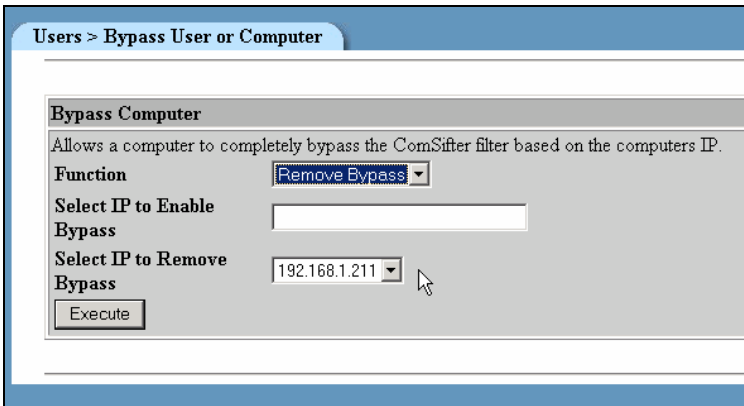 Users > Bypass User or Computer
Bypass Computer
Allows a computer to completely bypass the ComSifter filter based on the computers IP.
Function
Remove Bypass
Select IP to Enable
Bypass
Select IP to Remove
Bypass
192.168.1.211
Execute